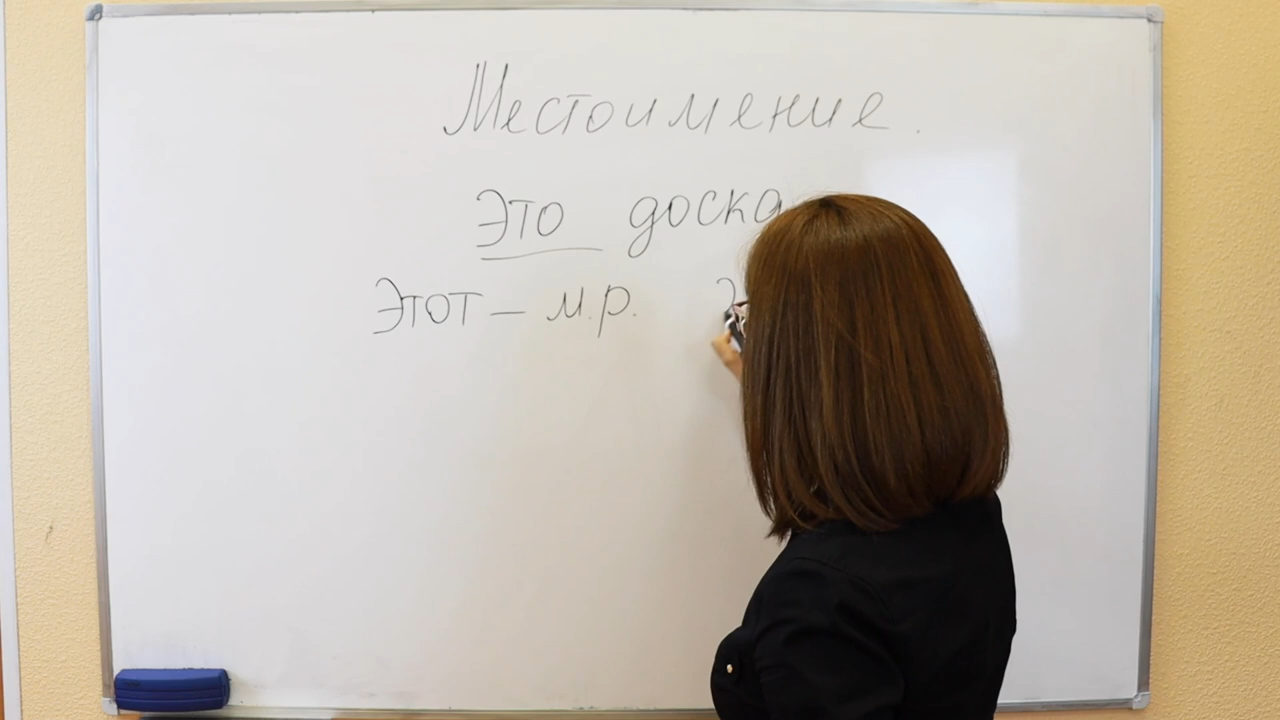 Местоимение.
Это доска
Этот – м.р.